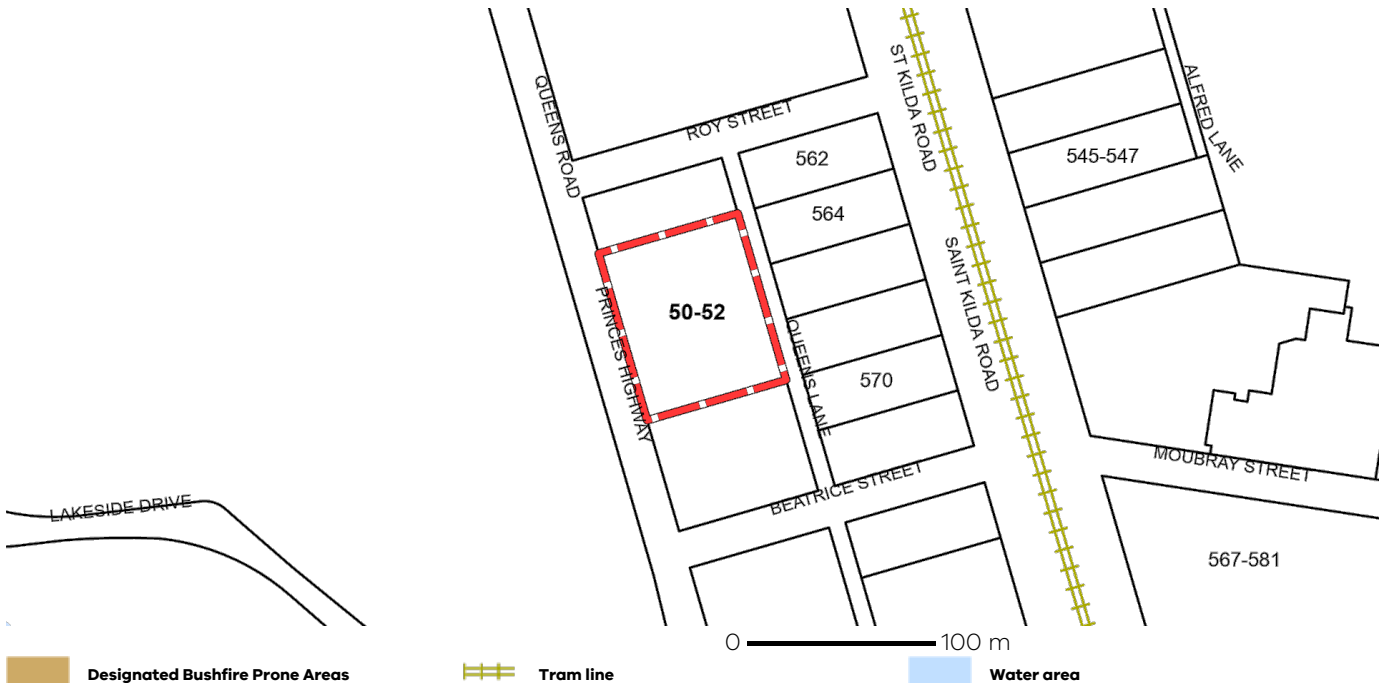 QUEENS ROAD
ROY STREET
ST KILDA ROAD
ALFRED LANE
562
545-547
564
SAINT KILDA ROAD
PRINCES HIGHWAY
50-52
QUEENS LANE
570
BEATRICE STREET
MOUBRAY STREET
LAKESIDE DRIVE
567-581
0 100 m
Designated Bushfire Prone Areas
Tram line
Water area